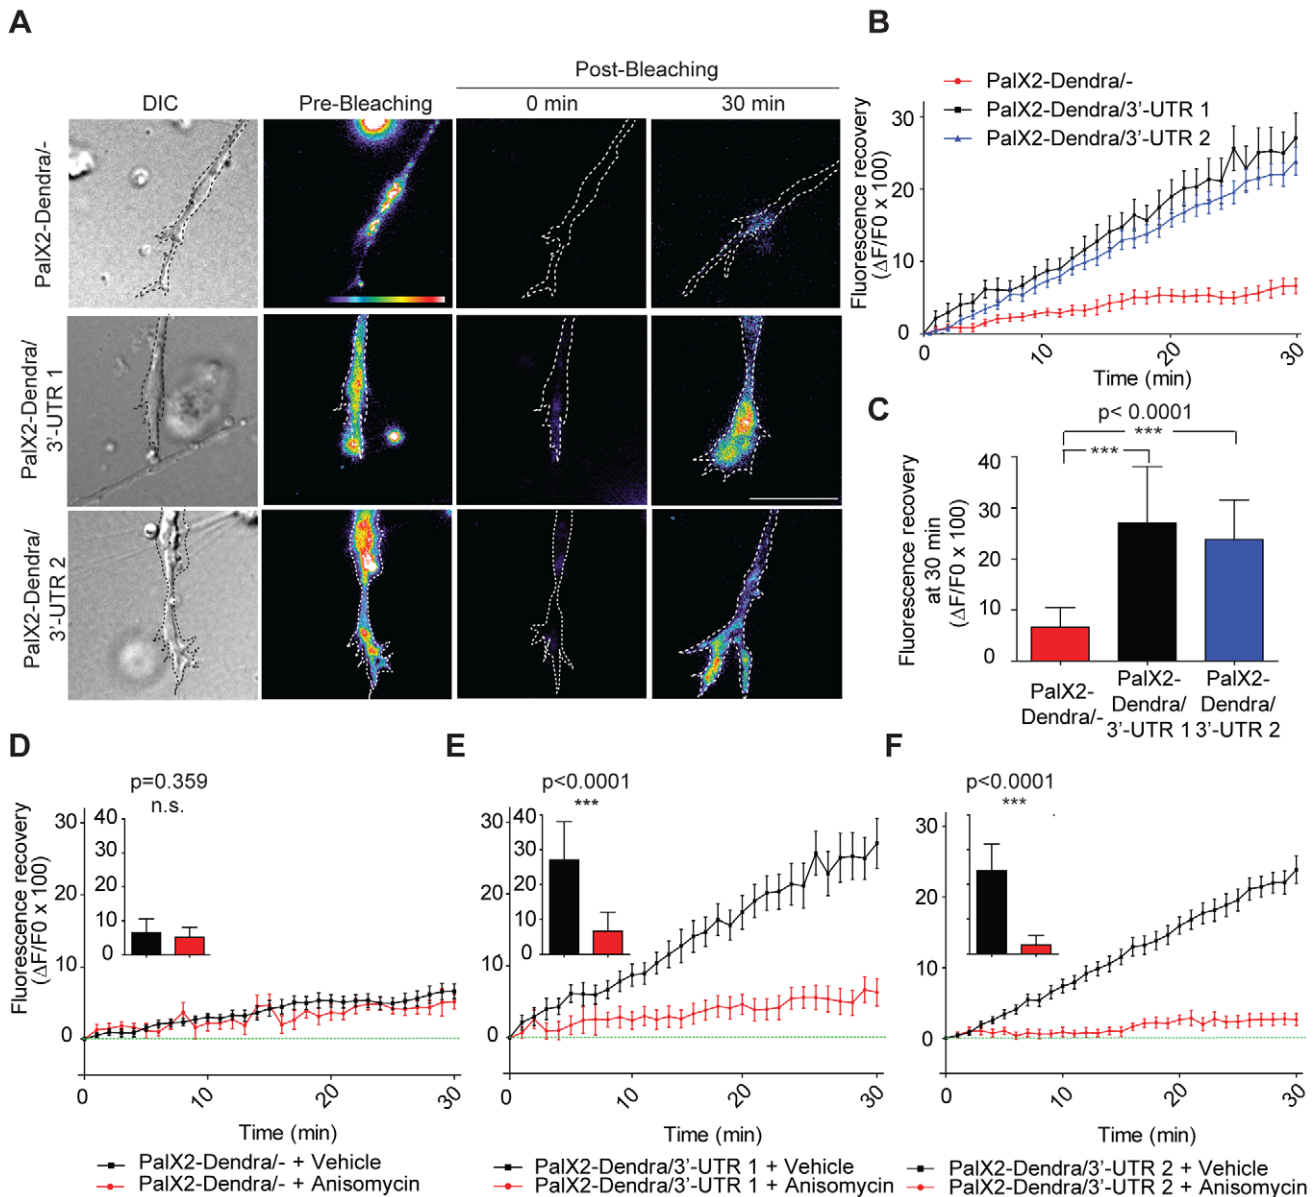 A
Post-Bleaching
DIC
Pre-Bleaching
0 min
30 min
PalX2-Dendra/-
PalX2-Dendra/
3'-UTR 1
PalX2-Dendra/
3'-UTR 2
B
PalX2-Dendra/-
PalX2-Dendra/3'-UTR 1
PalX2-Dendra/3'-UTR 2
Fluorescence recovery
(ΔF/F0 x 100)
30
20
10
0
0
10
20
30
Time (min)
C
p< 0.0001
***
***
Fluorescence recovery
at 30 min
(ΔF/F0 x 100)
40
30
20
10
0
PalX2-
Dendra/-
PalX2-
Dendra/
3'-UTR 1
PalX2-
Dendra/
3'-UTR 2
D
p=0.359
n.s.
Fluorescence recovery
(ΔF/F0 x 100)
30
20
10
0
40
30
20
10
0
0
10
20
30
Time (min)
PalX2-Dendra/- + Vehicle
PalX2-Dendra/- + Anisomycin
E
p<0.0001
***
30
20
10
0
40
30
20
10
0
0
10
20
30
Time (min)
PalX2-Dendra/3'-UTR 1 + Vehicle
PalX2-Dendra/3'-UTR 1 + Anisomycin
F
p<0.0001
***
30
20
10
0
0
10
20
30
Time (min)
PalX2-Dendra/3'-UTR 2 + Vehicle
PalX2-Dendra/3'-UTR 2 + Anisomycin